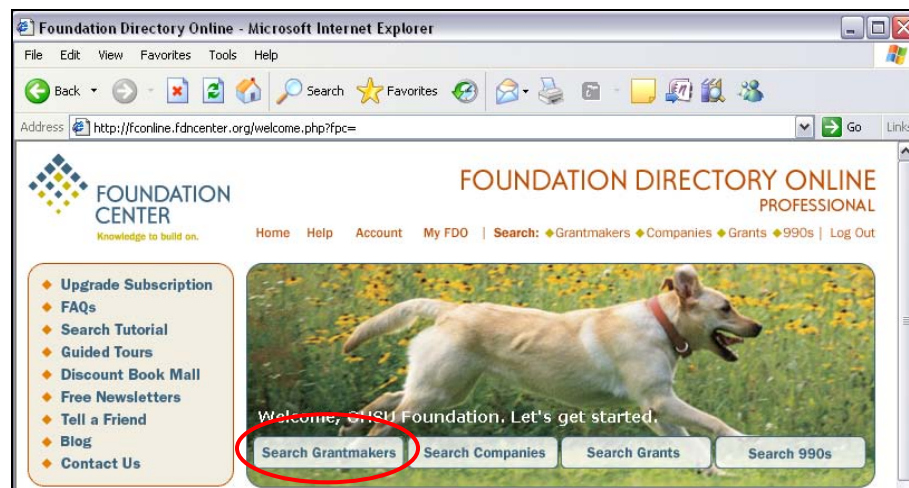 Foundation Directory Online - Microsoft Internet Explorer
File Edit View Favorites Tools Help
Back Search Favorites
Address http://fconline.fdncenter.org/welcome.php?fpc= Go Links
FOUNDATION CENTER
Knowledge to build on.
FOUNDATION DIRECTORY ONLINE
PROFESSIONAL
Home Help Account My FDO | Search: ◆Grantmakers ◆Companies ◆Grants ◆990s | Log Out
Upgrade Subscription
FAQs
Search Tutorial
Guided Tours
Discount Book Mall
Free Newsletters
Tell a Friend
Blog
Contact Us
Welcome, OHSU Foundation. Let's get started.
Search Grantmakers Search Companies Search Grants Search 990s